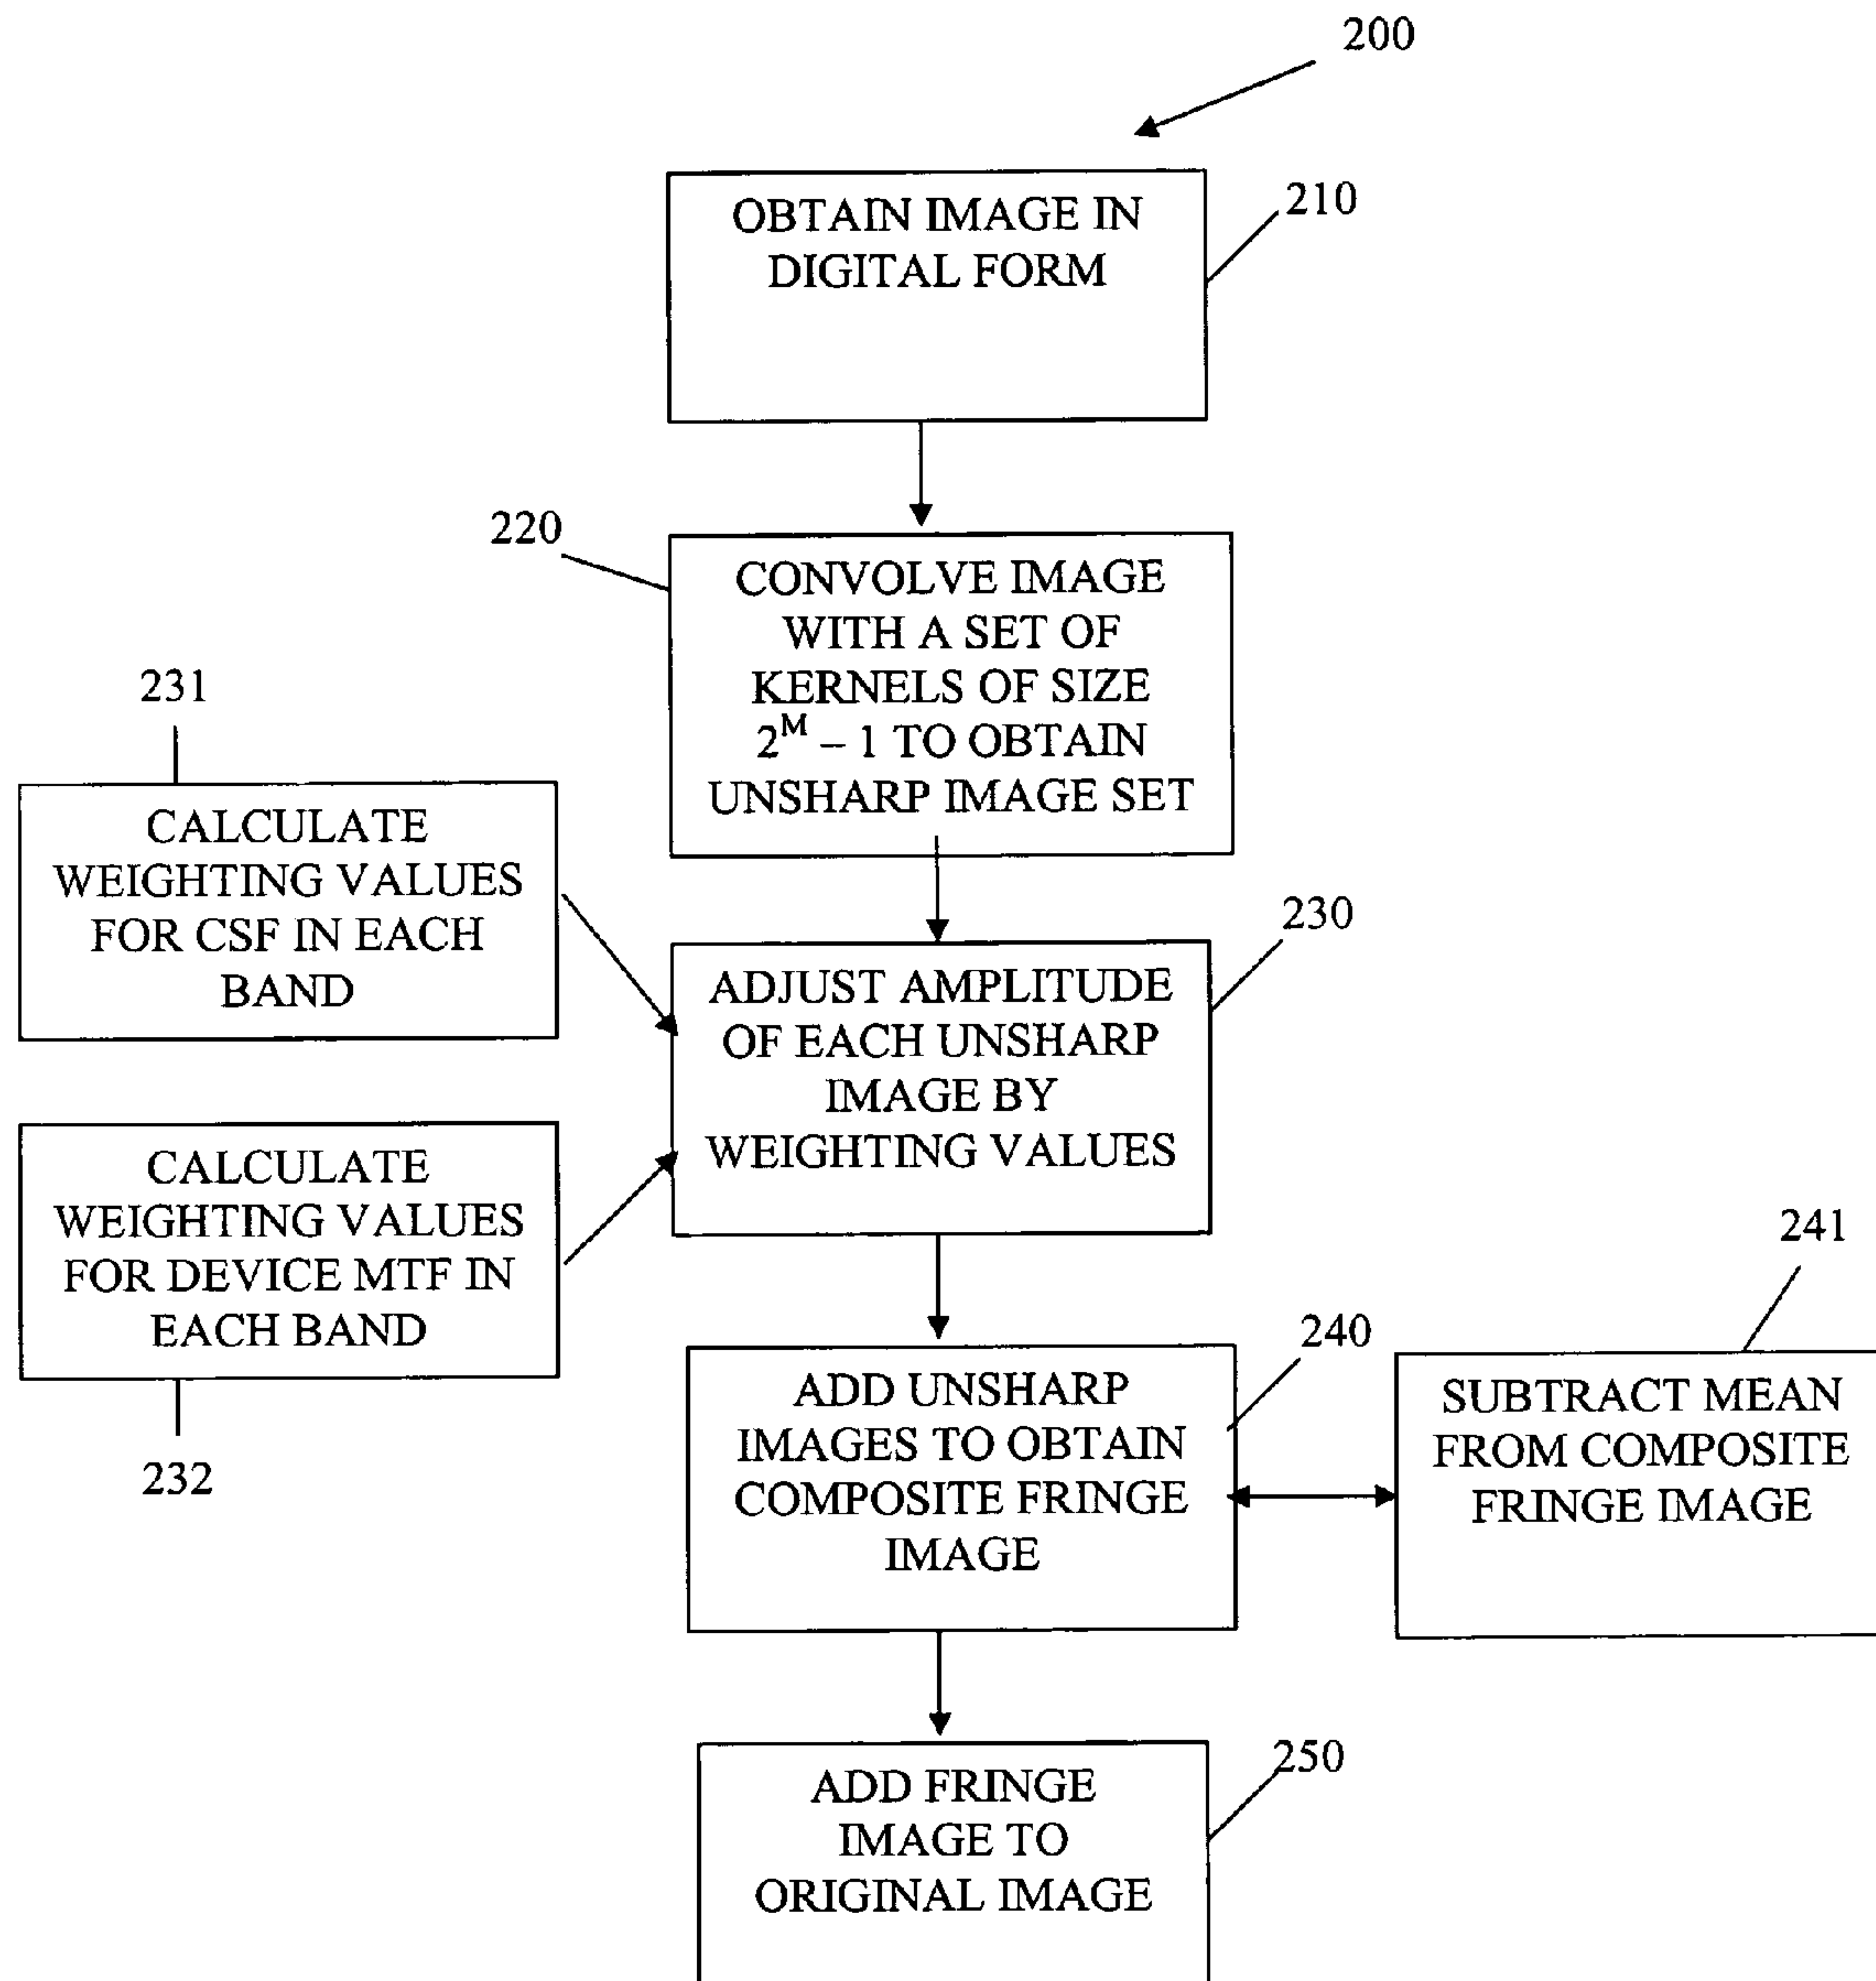 200
OBTAIN IMAGE IN
DIGITAL FORM
210
220
CONVOLVE IMAGE
WITH A SET OF
KERNELS OF SIZE
2^M – 1 TO OBTAIN
UNSHARP IMAGE SET
231
CALCULATE
WEIGHTING VALUES
FOR CSF IN EACH
BAND
230
ADJUST AMPLITUDE
OF EACH UNSHARP
IMAGE BY
WEIGHTING VALUES
CALCULATE
WEIGHTING VALUES
FOR DEVICE MTF IN
EACH BAND
232
240
ADD UNSHARP
IMAGES TO OBTAIN
COMPOSITE FRINGE
IMAGE
241
SUBTRACT MEAN
FROM COMPOSITE
FRINGE IMAGE
250
ADD FRINGE
IMAGE TO
ORIGINAL IMAGE